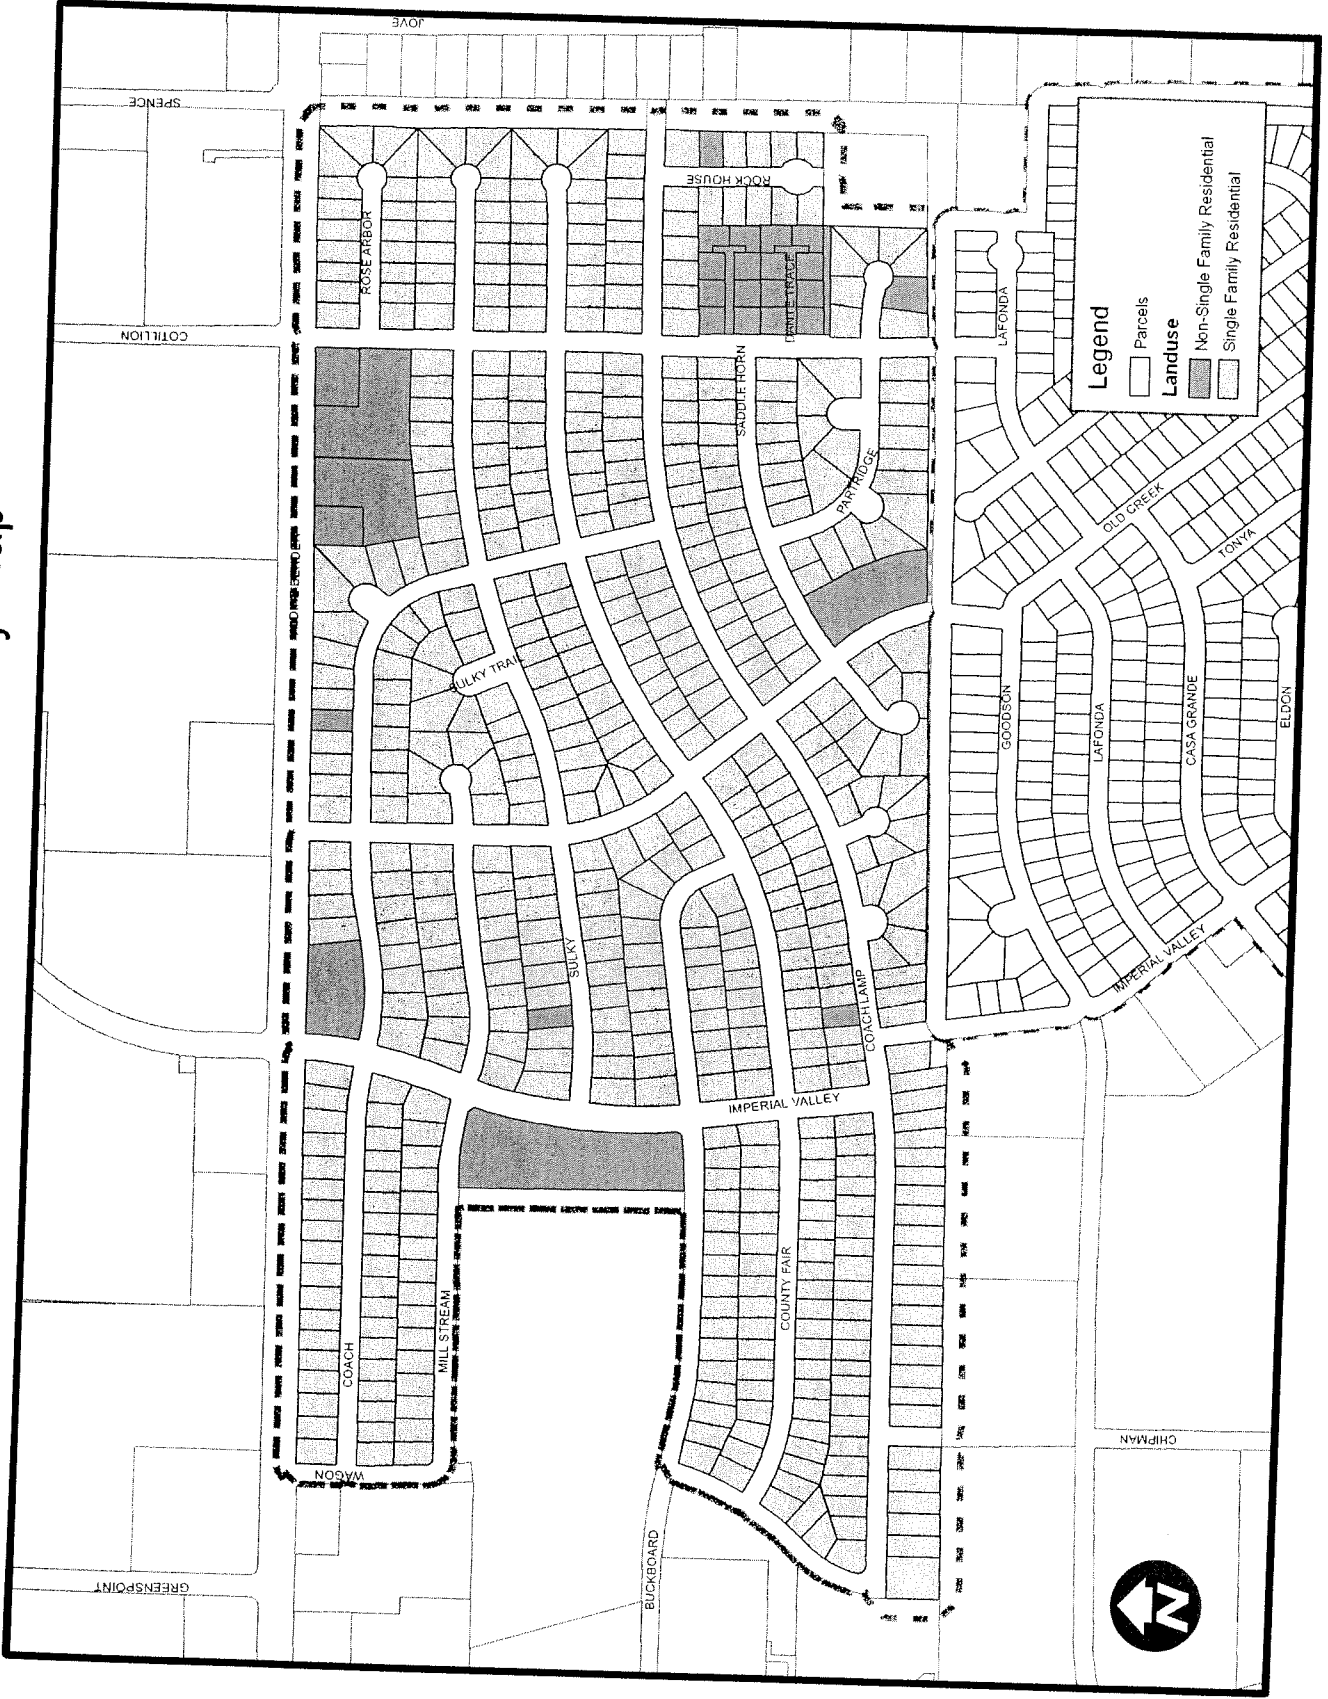 JOVE
SPENCE
ROSE ARBOR
ROCK HOUSE
COTILLION
SADDLE HORN
LAFONDA
PARTRIDGE
Legend
Parcels
Landuse
Non-Single Family Residential
Single Family Residential
OLD CREEK
TONYA
SULKY TRAIL
GOODSON
LAFONDA
CASA GRANDE
ELDON
SULKY
COACHLAMP
IMPERIAL VALLEY
IMPERIAL VALLEY
COUNTY FAIR
MILL STREAM
COACH
WAGON
CHIPMAN
GREENSPOINT
BUCKBOARD
N